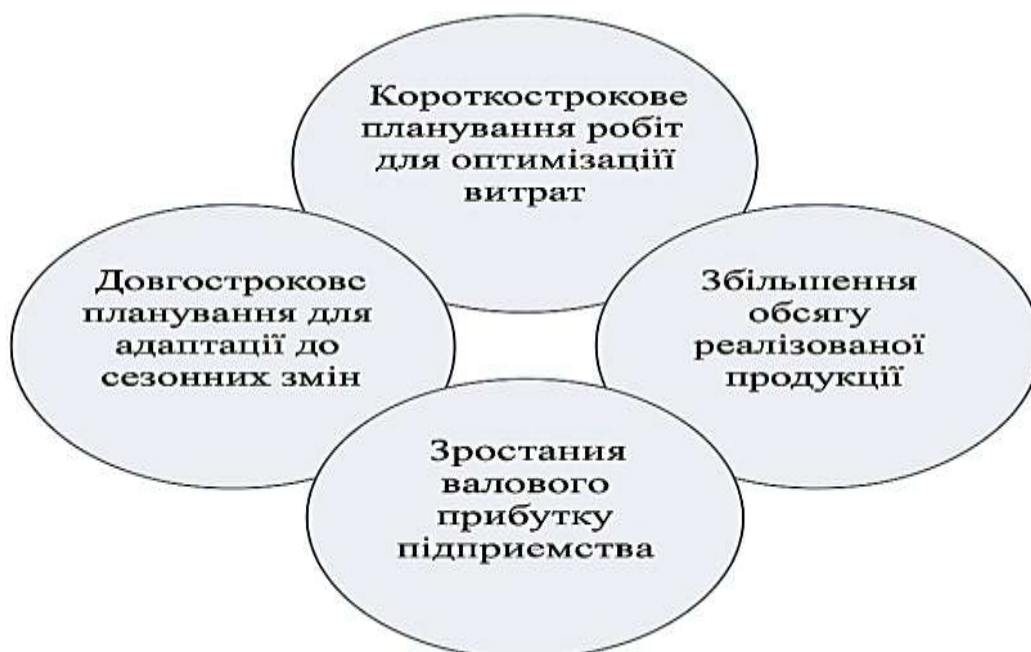 Короткострокове
планування робіт
для оптимізаціїї
витрат
Довгостроковс
планування для
адаптації до
сезонних змін
Збільшення
обсягу
реалізованої
продукції
Зростания
валового
прибутку
підприемства